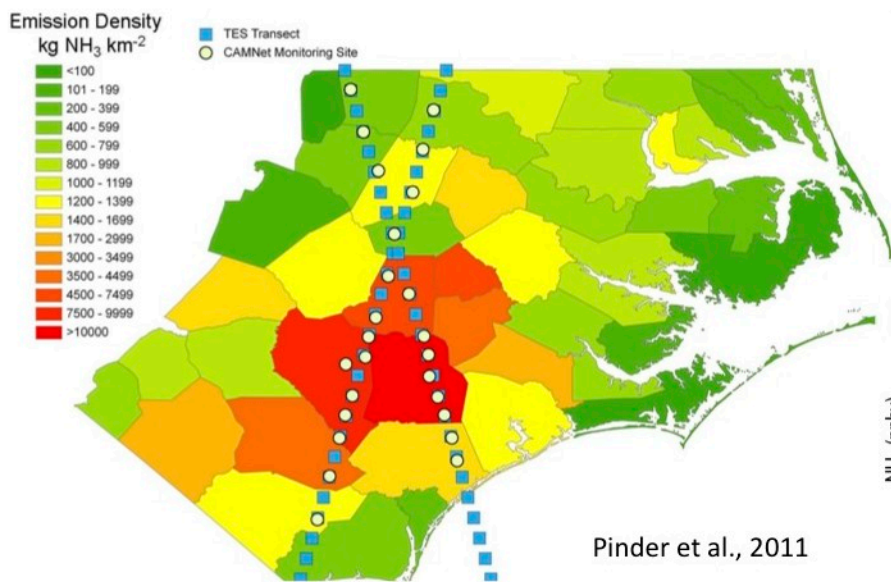 Emission Density
kg NH₃ km⁻²
<100
101 - 199
200 - 399
400 - 599
600 - 799
800 - 999
1000 - 1199
1200 - 1399
1400 - 1699
1700 - 2999
3000 - 3499
3500 - 4499
4500 - 7499
7500 - 9999
>10000
TES Transect
CAMNet Monitoring Site
Pinder et al., 2011